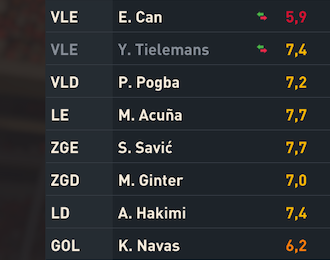 VLE E. Can 5,9
VLE Y. Tielemans 7,4
VLD P. Pogba 7,2
LE M. Acuña 7,7
ZGE S. Savić 7,7
ZGD M. Ginter 7,0
LD A. Hakimi 7,4
GOL K. Navas 6,2